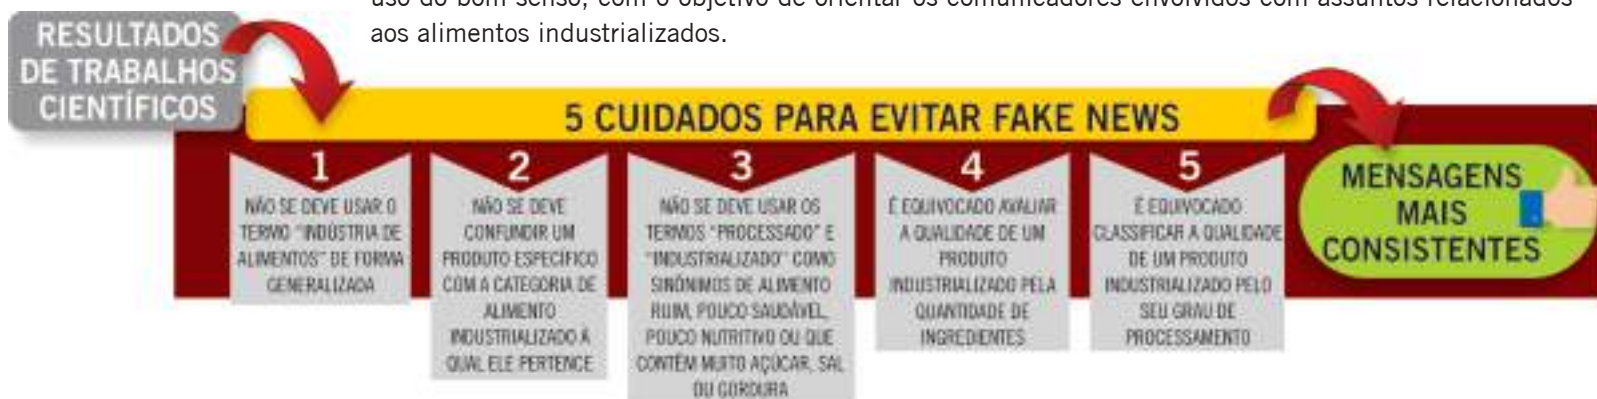 uso do bom senso, com o objetivo de orientar os comunicadores envolvidos com assuntos relacionados
aos alimentos industrializados.
RESULTADOS
DE TRABALHOS
CIENTÍFICOS
5 CUIDADOS PARA EVITAR FAKE NEWS
1
NÃO SE DEVE USAR O
TERMO "INDÚSTRIA DE
ALIMENTOS" DE FORMA
GENERALIZADA
2
NÃO SE DEVE
CONFUNDIR UM
PRODUTO ESPECÍFICO
COM A CATEGORIA DE
ALIMENTO
INDUSTRIALIZADO À
QUAL ELE PERTENCE
3
NÃO SE DEVE USAR OS
TERMOS "PROCESSADO" E
"INDUSTRIALIZADO" COMO
SINÔNIMOS DE ALIMENTO
RUIM, POUCO SAUDÁVEL,
POUCO NUTRITIVO OU QUE
CONTÉM MUITO AÇÚCAR, SAL
OU GORDURA
4
É EQUIVOCADO AVALIAR
A QUALIDADE DE UM
PRODUTO
INDUSTRIALIZADO PELA
QUANTIDADE DE
INGREDIENTES
5
É EQUIVOCADO
CLASSIFICAR A QUALIDADE
DE UM PRODUTO
INDUSTRIALIZADO PELO
SEU GRAU DE
PROCESSAMENTO
MENSAGENS
MAIS
CONSISTENTES